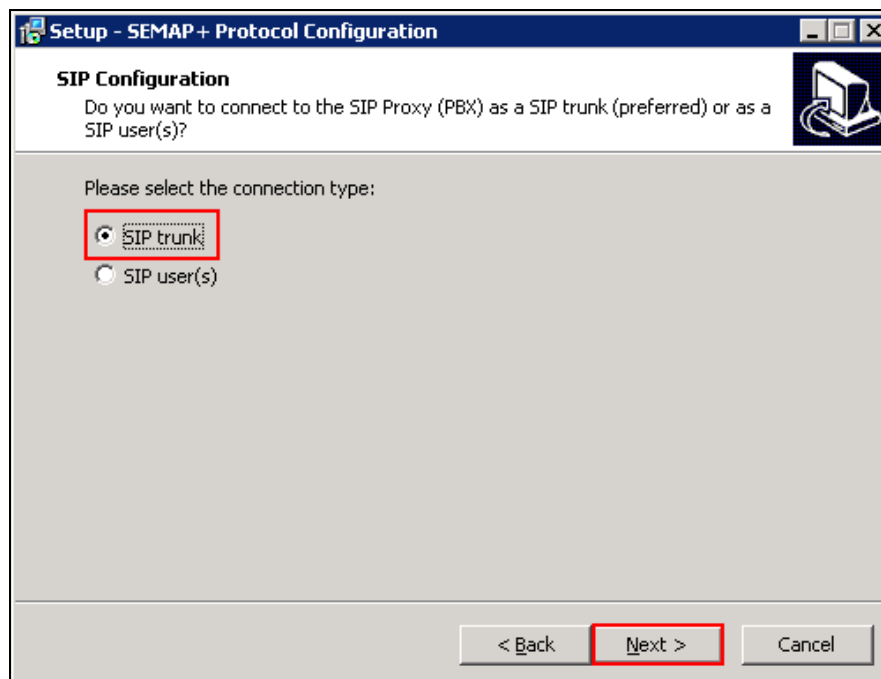 Setup - SEMAP+ Protocol Configuration
SIP Configuration
Do you want to connect to the SIP Proxy (PBX) as a SIP trunk (preferred) or as a
SIP user(s)?
Please select the connection type:
SIP trunk
SIP user(s)
< Back Next > Cancel